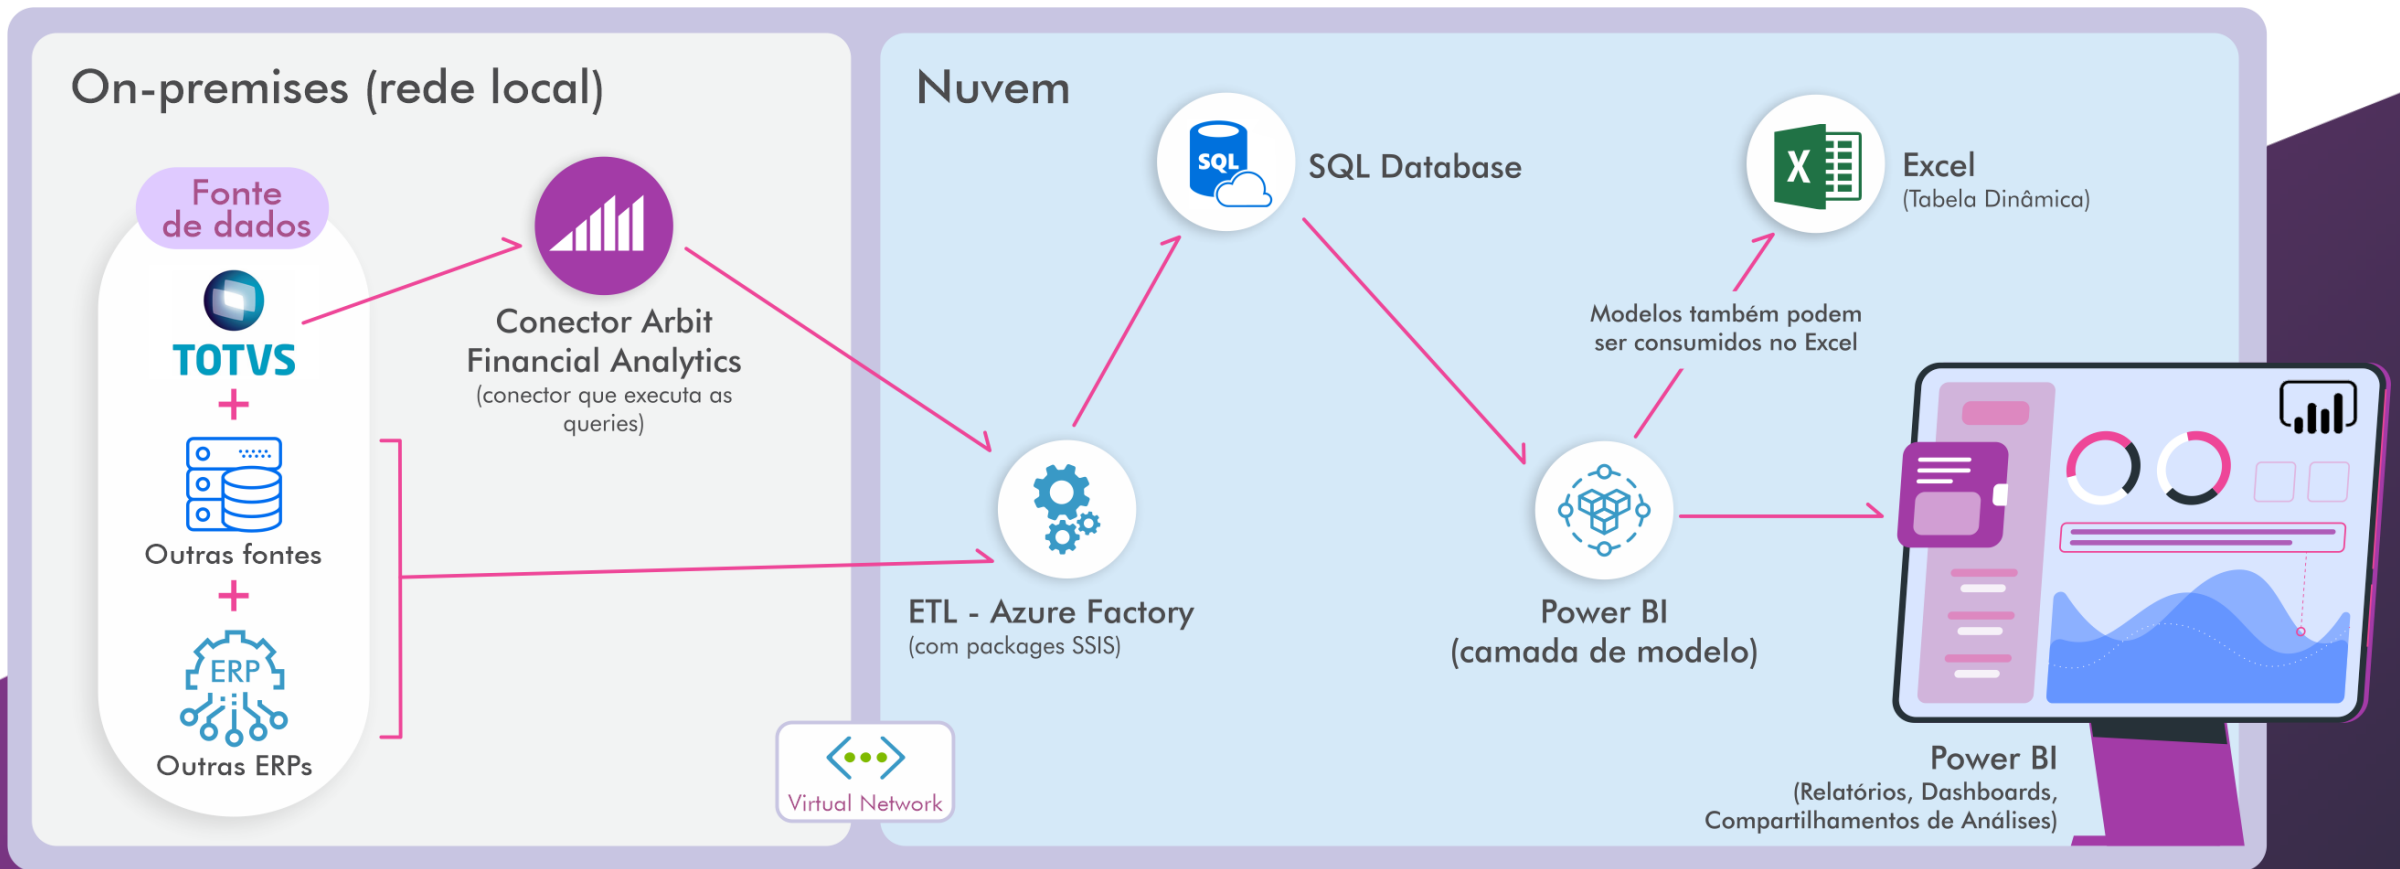 On-premises (rede local)
Fonte
de dados
TOTVS
Outras fontes
ERP
Outras ERPs
Conector Arbit
Financial Analytics
(conector que executa as
queries)
Virtual Network
Nuvem
ETL - Azure Factory
(com packages SSIS)
SQL
SQL Database
Power BI
(camada de modelo)
Modelos também podem
ser consumidos no Excel
X
Excel
(Tabela Dinâmica)
Power BI
(Relatórios, Dashboards,
Compartilhamentos de Análises)